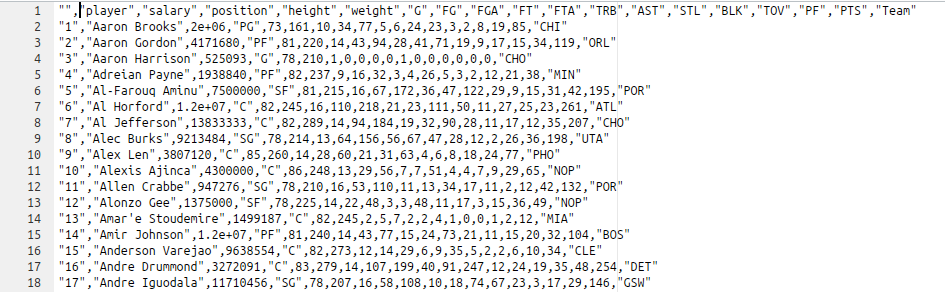 1 "","player","salary","position","height","weight","G","FG","FGA","FT","FTA","TRB","AST","STL","BLK","TOV","PF","PTS","Team"
2 "1","Aaron Brooks",2e+06,"PG",73,161,10,34,77,5,6,24,23,3,2,8,19,85,"CHI"
3 "2","Aaron Gordon",4171680,"PF",81,220,14,43,94,28,41,71,19,9,17,15,34,119,"ORL"
4 "3","Aaron Harrison",525093,"G",78,210,1,0,0,0,0,1,0,0,0,0,0,0,"CHO"
5 "4","Adreian Payne",1938840,"PF",82,237,9,16,32,3,4,26,5,3,2,12,21,38,"MIN"
6 "5","Al-Farouq Aminu",7500000,"SF",81,215,16,67,172,36,47,122,29,9,15,31,42,195,"POR"
7 "6","Al Horford",1.2e+07,"C",82,245,16,110,218,21,23,111,50,11,27,25,23,261,"ATL"
8 "7","Al Jefferson",13833333,"C",82,289,14,94,184,19,32,90,28,11,17,12,35,207,"CHO"
9 "8","Alec Burks",9213484,"SG",78,214,13,64,156,56,67,47,28,12,2,26,36,198,"UTA"
10 "9","Alex Len",3807120,"C",85,260,14,28,60,21,31,63,4,6,8,18,24,77,"PHO"
11 "10","Alexis Ajinca",4300000,"C",86,248,13,29,56,7,7,51,4,4,7,9,29,65,"NOP"
12 "11","Allen Crabbe",947276,"SG",78,210,16,53,110,11,13,34,17,11,2,12,42,132,"POR"
13 "12","Alonzo Gee",1375000,"SF",78,225,14,22,48,3,3,48,11,17,3,15,36,49,"NOP"
14 "13","Amar'e Stoudemire",1499187,"C",82,245,2,5,7,2,2,4,1,0,0,1,2,12,"MIA"
15 "14","Amir Johnson",1.2e+07,"PF",81,240,14,43,77,15,24,73,21,11,15,20,32,104,"BOS"
16 "15","Anderson Varejao",9638554,"C",82,273,12,14,29,6,9,35,5,2,2,6,10,34,"CLE"
17 "16","Andre Drummond",3272091,"C",83,279,14,107,199,40,91,247,12,24,19,35,48,254,"DET"
18 "17","Andre Iguodala",11710456,"SG",78,207,16,58,108,10,18,74,67,23,3,17,29,146,"GSW"